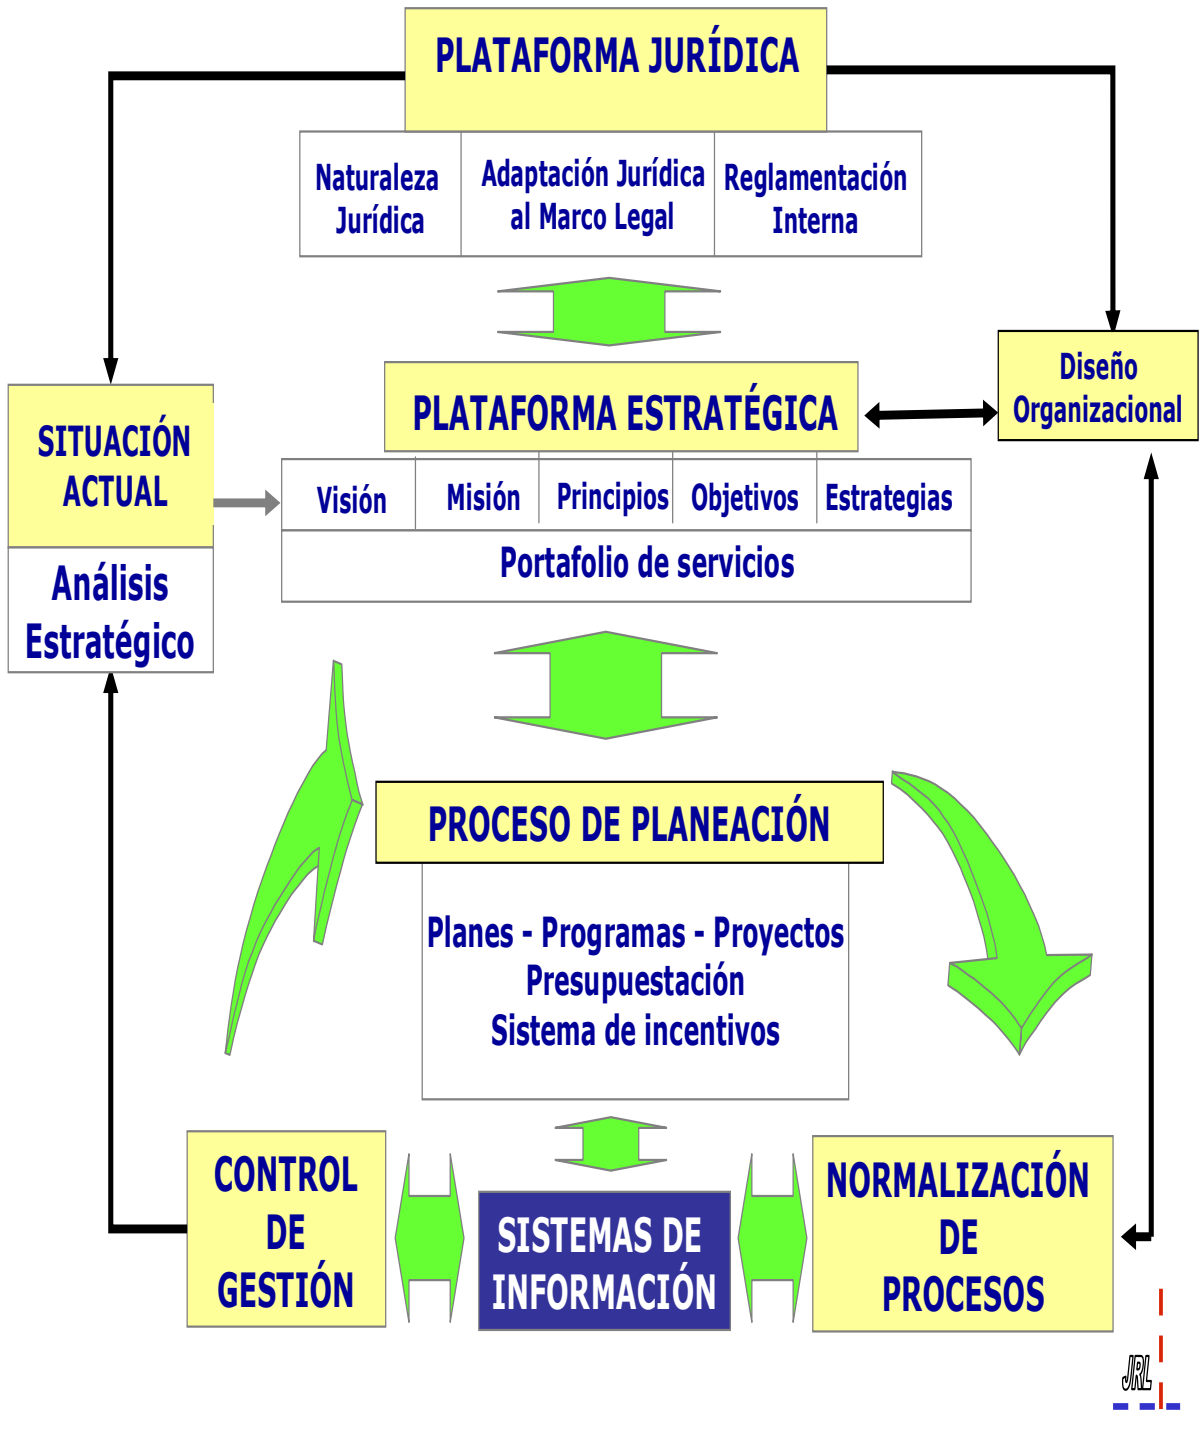 PLATAFORMA JURÍDICA
Naturaleza
Jurídica
Adaptación Jurídica
al Marco Legal
Reglamentación
Interna
Diseño
Organizacional
PLATAFORMA ESTRATÉGICA
SITUACIÓN
ACTUAL
Visión
Misión
Principios
Objetivos
Estrategias
Portafolio de servicios
Análisis
Estratégico
PROCESO DE PLANEACIÓN
Planes - Programas - Proyectos
Presupuestación
Sistema de incentivos
CONTROL
DE
GESTIÓN
SISTEMAS DE
INFORMACIÓN
NORMALIZACIÓN
DE
PROCESOS
JRL